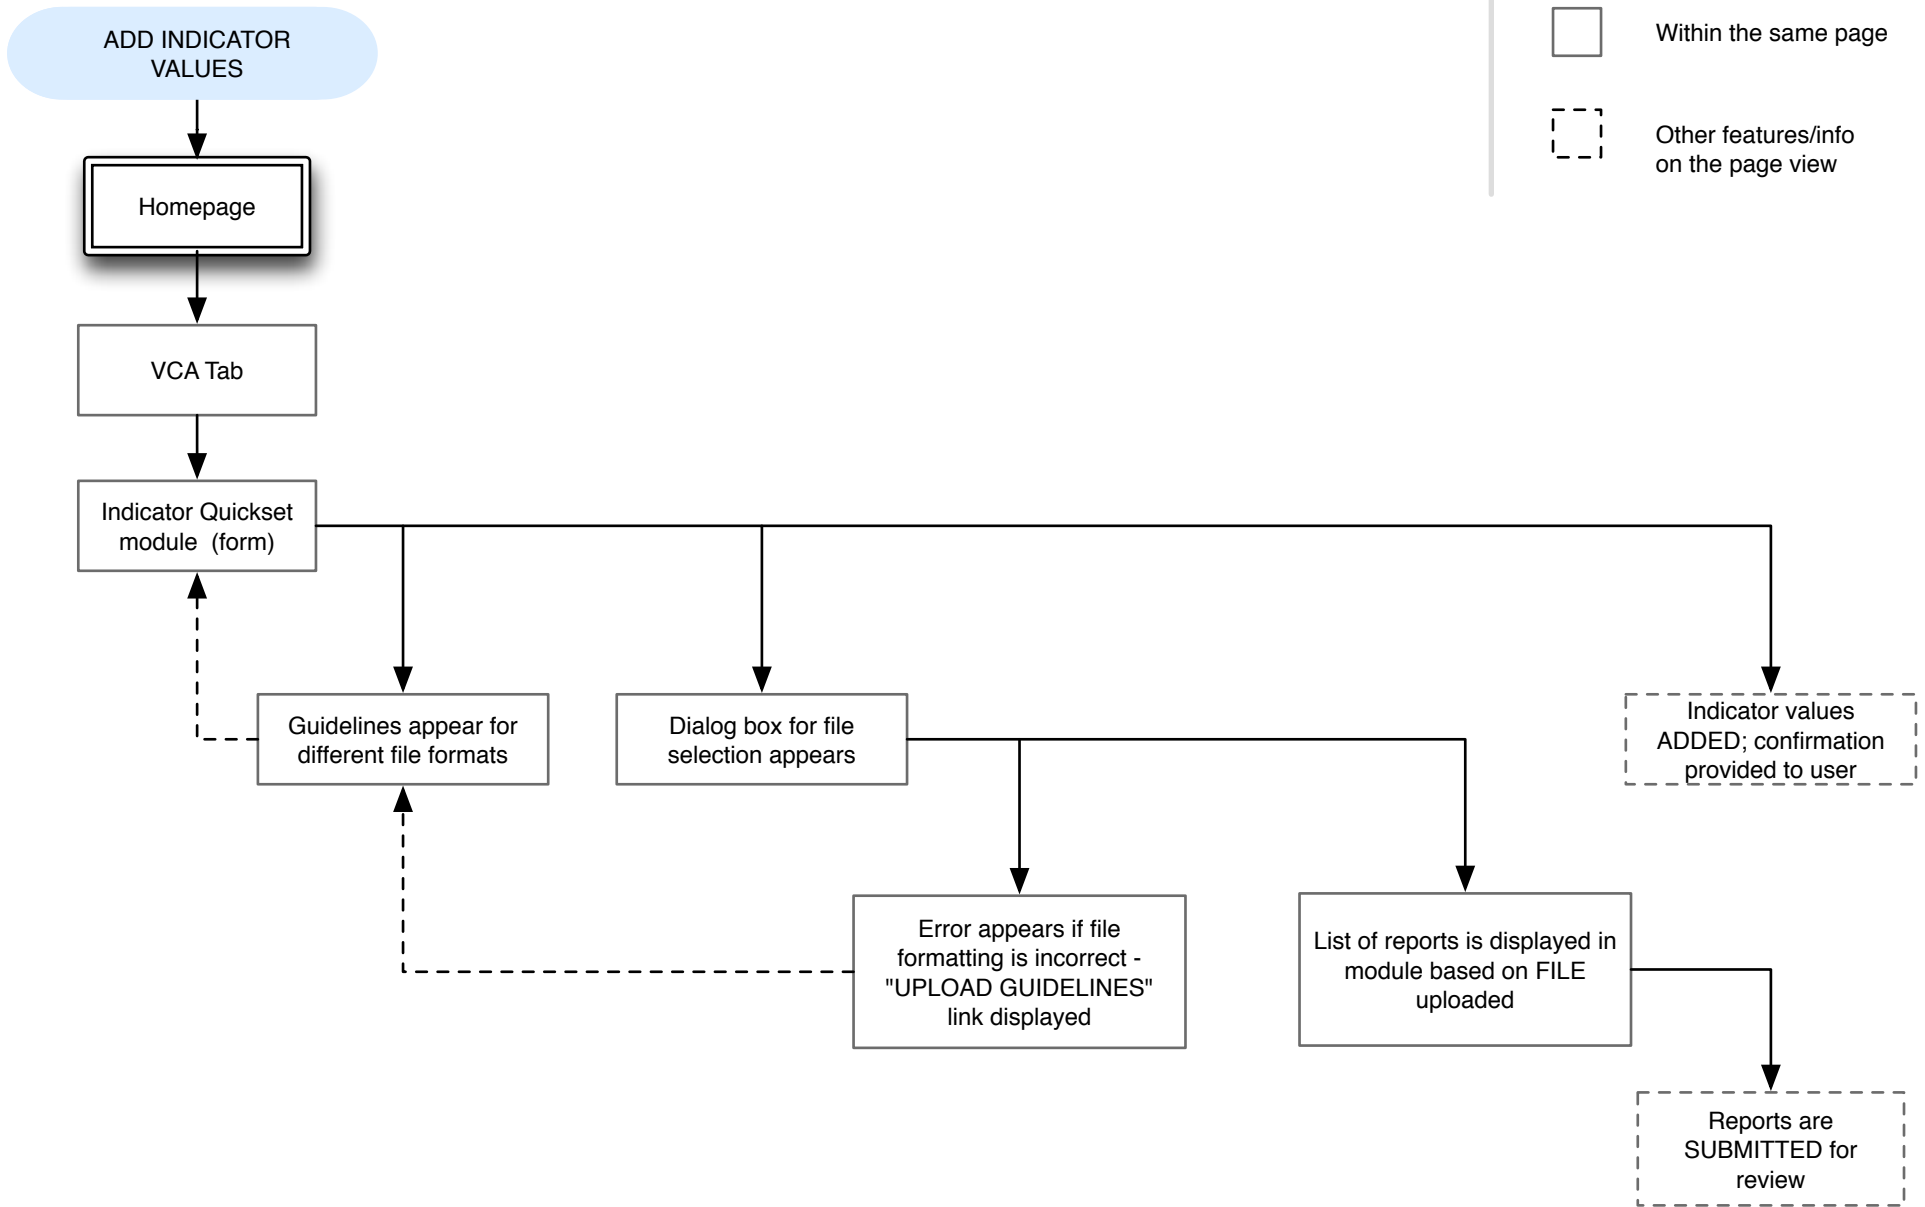 ADD INDICATOR
VALUES
Within the same page
Other features/info
on the page view
Homepage
VCA Tab
Indicator Quickset
module  (form)
Guidelines appear for
different file formats
Dialog box for file
selection appears
Indicator values
ADDED; confirmation
provided to user
Error appears if file
formatting is incorrect -
"UPLOAD GUIDELINES"
link displayed
List of reports is displayed in
module based on FILE
uploaded
Reports are
SUBMITTED for
review